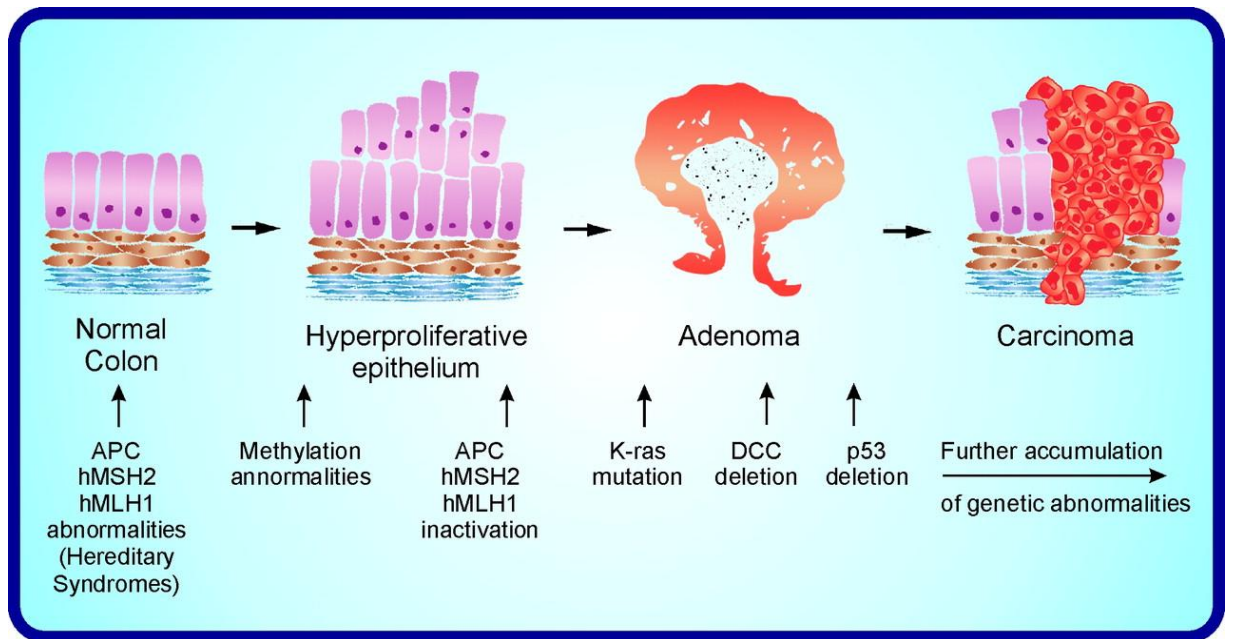 Normal
Colon
Hyperproliferative
epithelium
Adenoma
Carcinoma
APC
hMSH2
hMLH1
abnormalities
(Hereditary
Syndromes)
Methylation
annormalities
APC
hMSH2
hMLH1
inactivation
K-ras
mutation
DCC
deletion
p53
deletion
Further accumulation
of genetic abnormalities